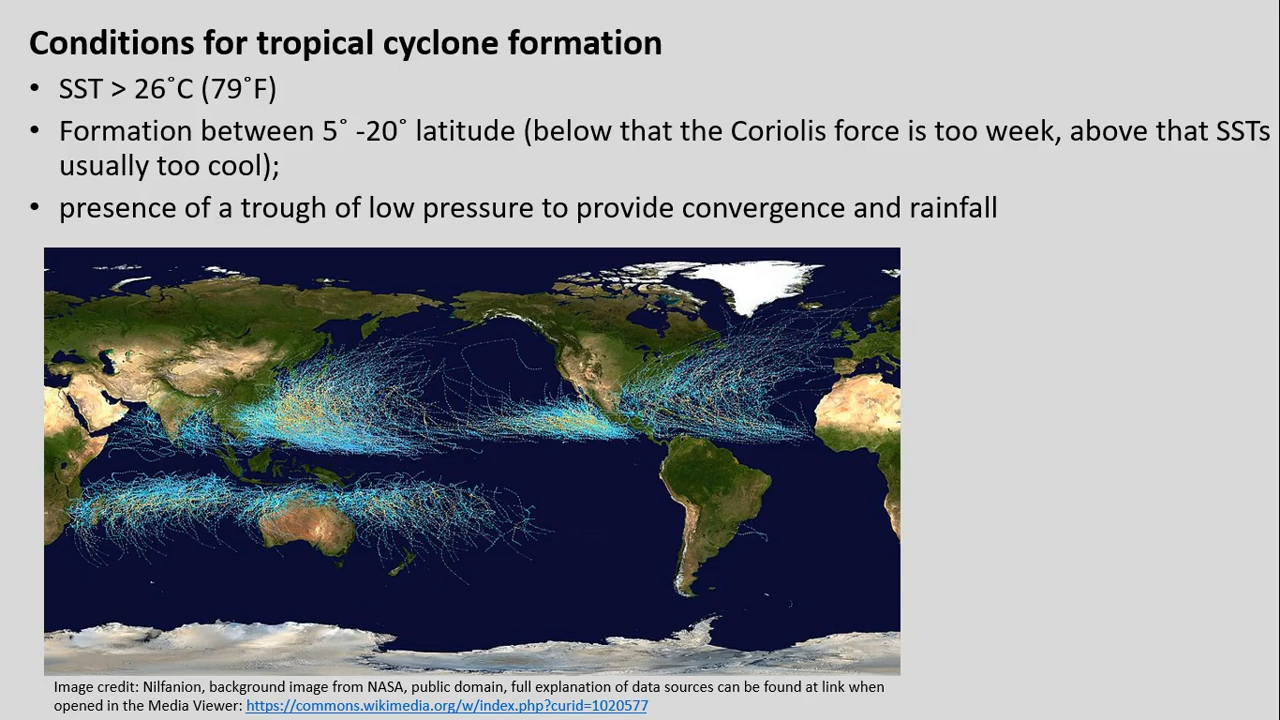 Conditions for tropical cyclone formation
• SST > 26˚C (79˚F)
• Formation between 5˚ -20˚ latitude (below that the Coriolis force is too week, above that SSTs
usually too cool);
• presence of a trough of low pressure to provide convergence and rainfall
Image credit: Nilfanion, background image from NASA, public domain, full explanation of data sources can be found at link when
opened in the Media Viewer: https://commons.wikimedia.org/w/index.php?curid=1020577